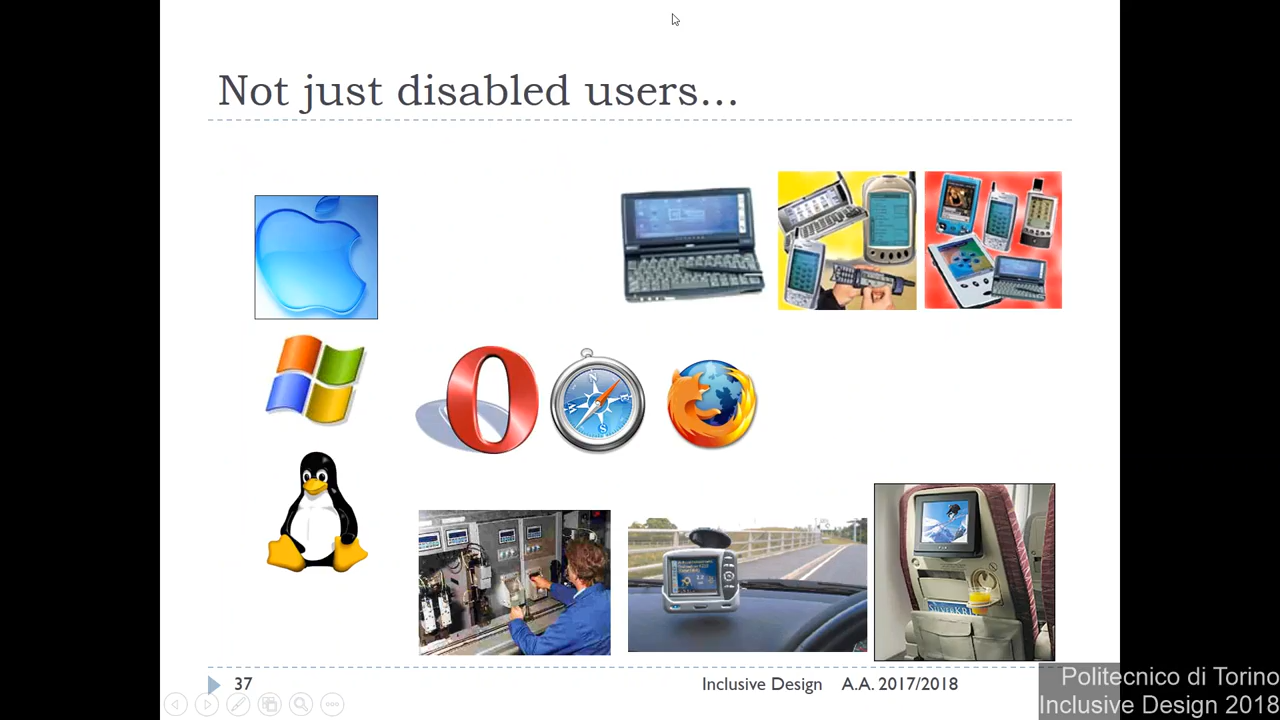 Not just disabled users...
37
Inclusive Design A.A. 2017/2018
Politecnico di Torino
Inclusive Design 2018